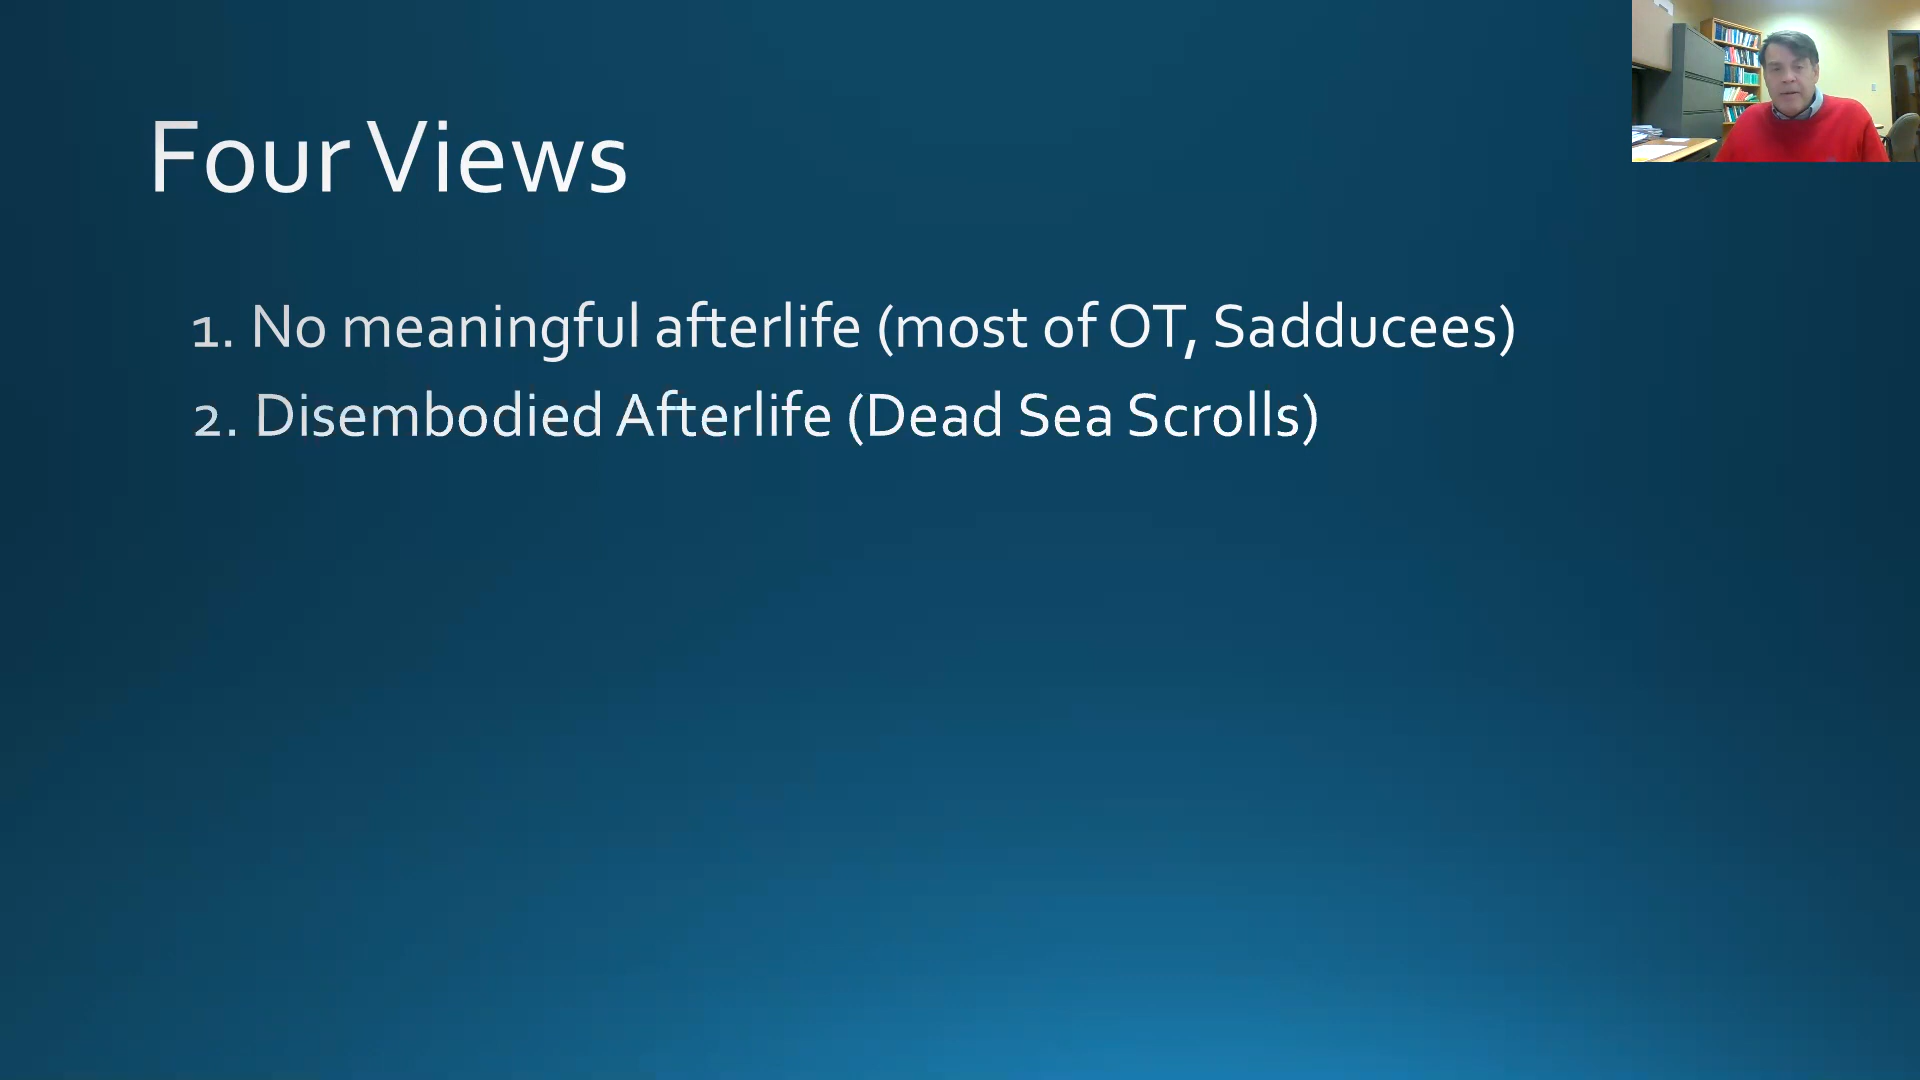 Four Views
1. No meaningful afterlife (most of OT, Sadducees)
2. Disembodied Afterlife (Dead Sea Scrolls)